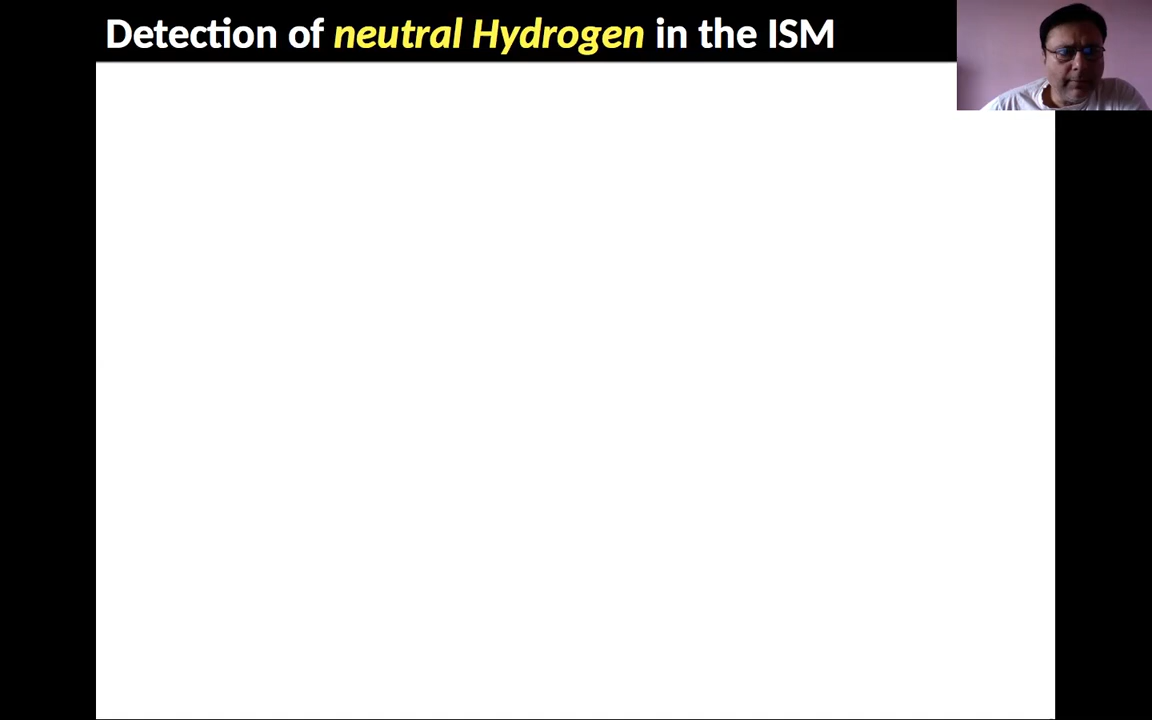 Detection of neutral Hydrogen in the ISM